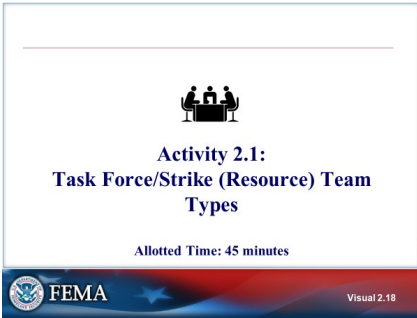 Activity 2.1:
Task Force/Strike (Resource) Team
Types
Allotted Time: 45 minutes
FEMA
Visual 2.18